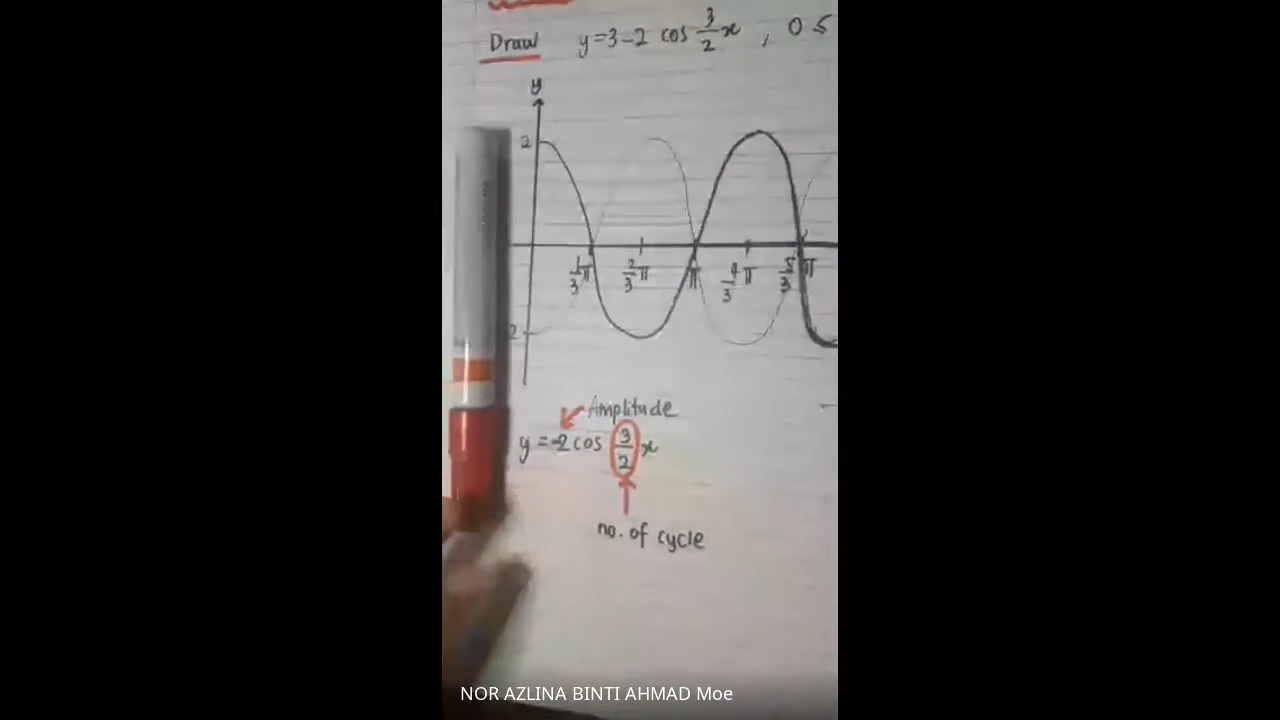 Draw y=3-2 cos 3/2 x , 0 ≤
y
2
1/3 π 2/3 π π 4/3 π 5/3 π
2
Amplitude
y = -2 cos 3/2 x
no. of cycle
NOR AZLINA BINTI AHMAD Moe